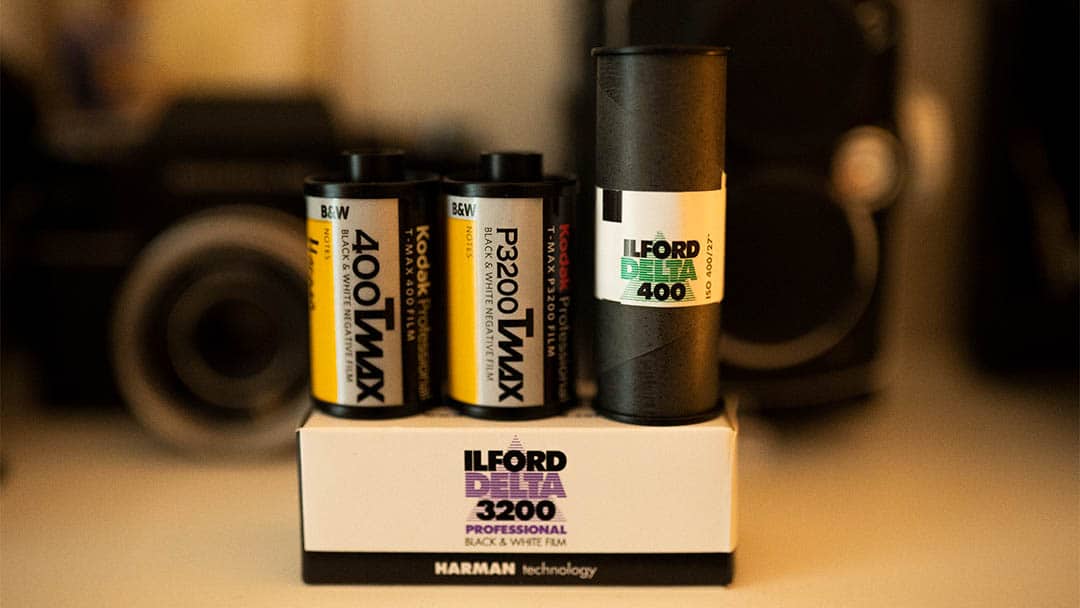 B&W
NOTES
400TMAX
BLACK & WHITE NEGATIVE FILM
Kodak Professional
T-MAX 400 FILM
B&W
NOTES
P3200TMAX
BLACK & WHITE NEGATIVE FILM
Kodak Professional
T-MAX P3200 FILM
ILFORD
DELTA
400
ISO 400/27°
ILFORD
DELTA
3200
PROFESSIONAL
BLACK & WHITE FILM
HARMAN technology